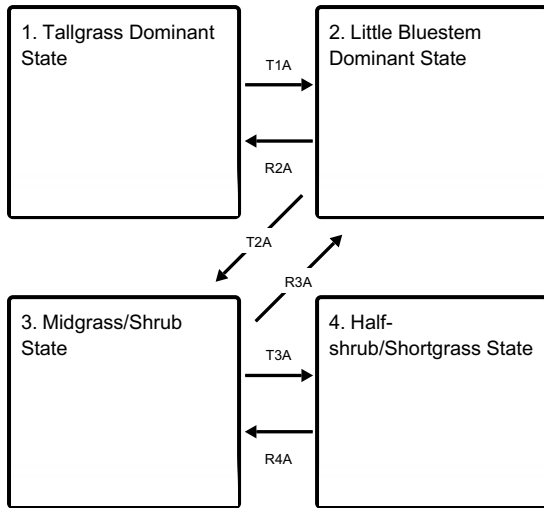 1. Tallgrass Dominant
State
2. Little Bluestem
Dominant State
T1A
R2A
T2A
R3A
3. Midgrass/Shrub
State
4. Half-
shrub/Shortgrass State
T3A
R4A